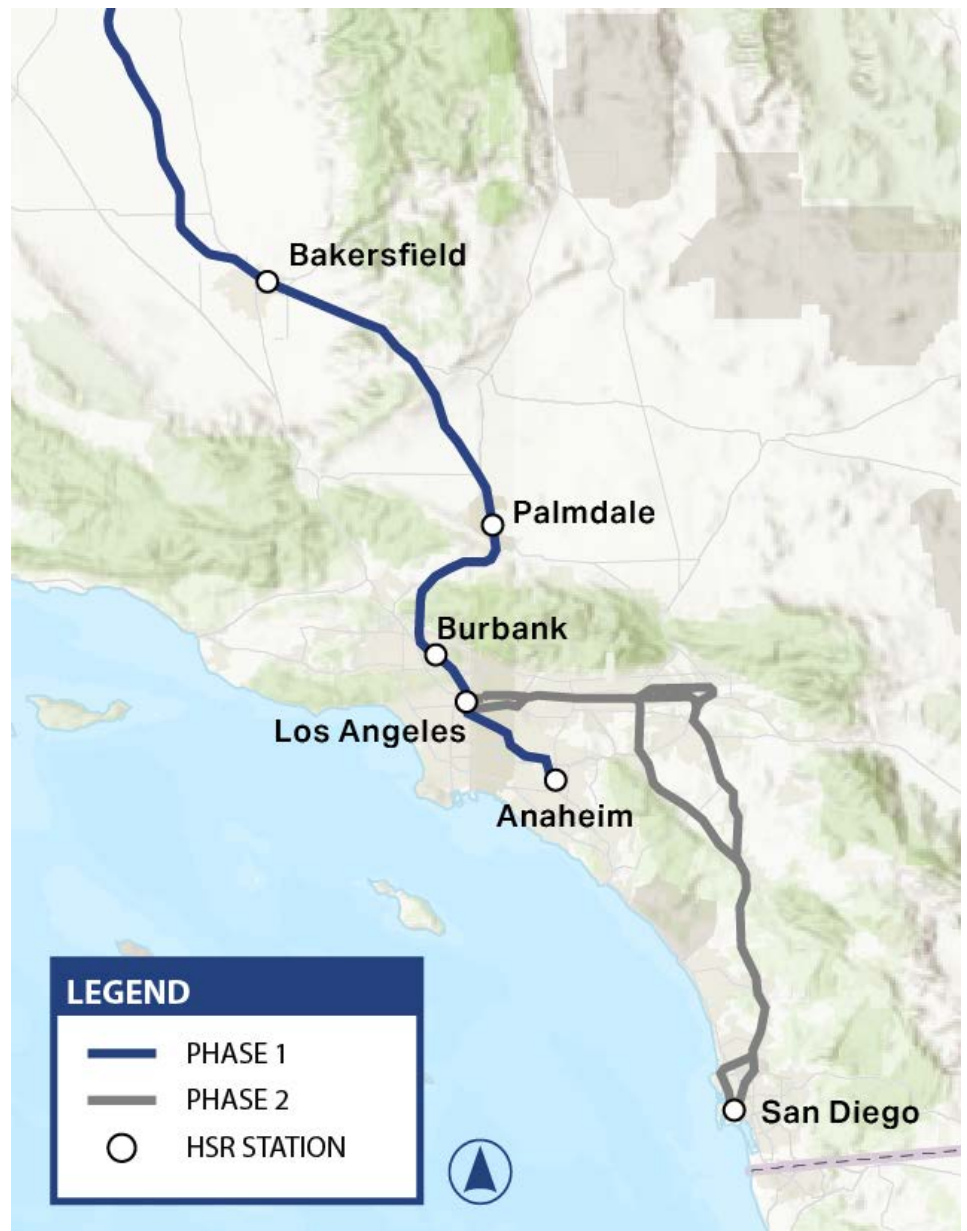 Bakersfield
Palmdale
Burbank
Los Angeles
Anaheim
San Diego
LEGEND
PHASE 1
PHASE 2
HSR STATION